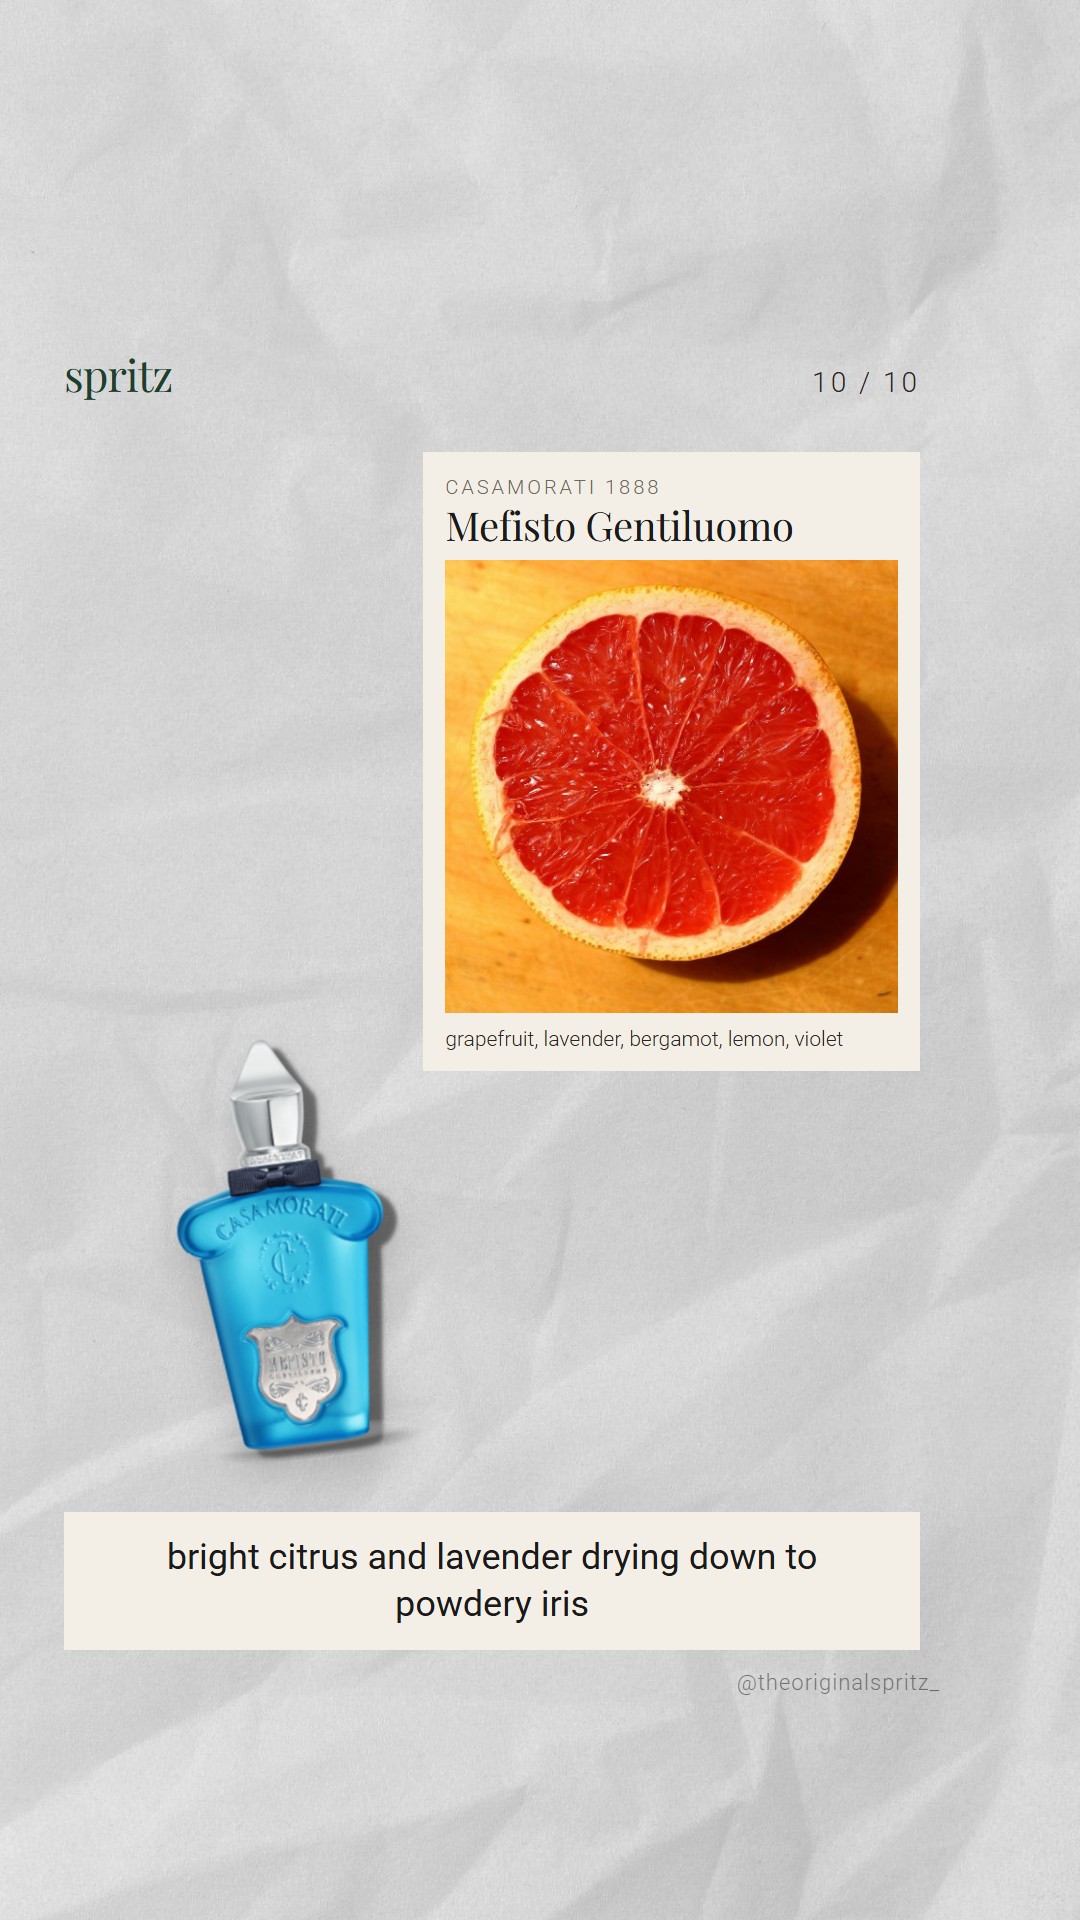 spritz
10 / 10
CASAMORATI 1888
Mefisto Gentiluomo
grapefruit, lavender, bergamot, lemon, violet
CASAMORATI
MEFISTO
GENTILUOMO
bright citrus and lavender drying down to
powdery iris
@theoriginalspritz_